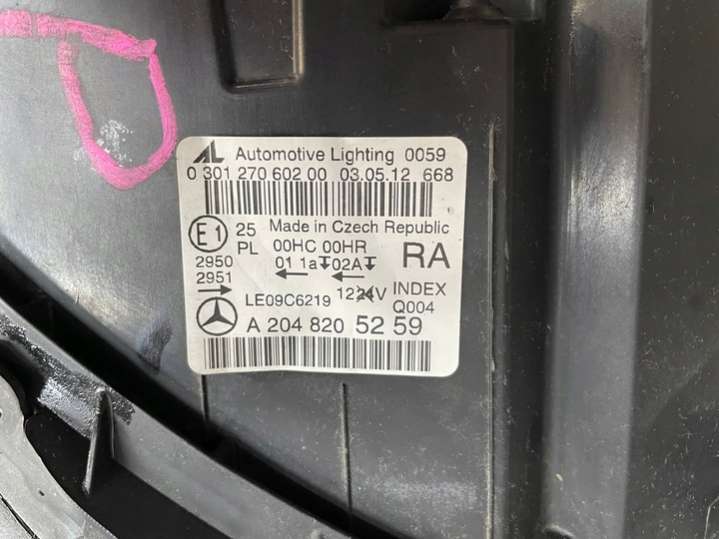 AL Automotive Lighting 0059
0 301 270 602 00 03.05.12 668
E1 25 Made in Czech Republic
PL 00HC 00HR RA
2950 01 1a 02A
2951
LE09C6219 12V INDEX
Q004
A 204 820 52 59